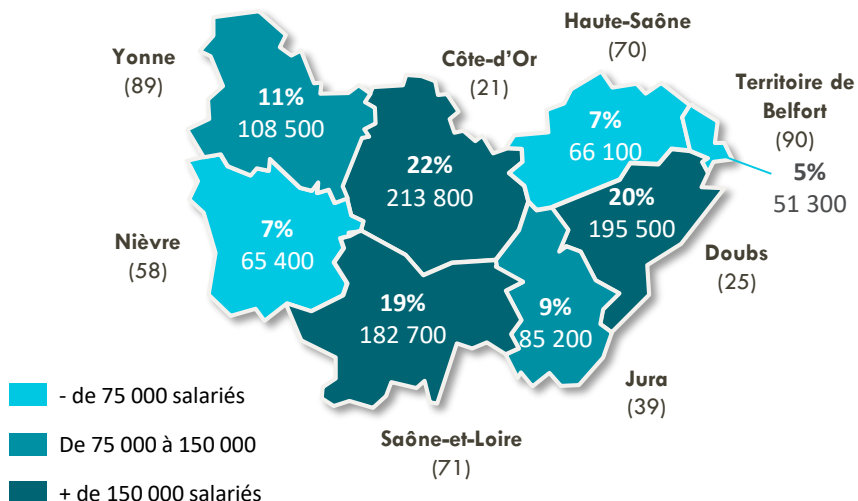 Haute-Saône
(70)
Yonne
(89)
Côte-d'Or
(21)
Territoire de
Belfort
(90)
5%
51 300
11%
108 500
7%
66 100
22%
213 800
20%
195 500
Nièvre
(58)
7%
65 400
Doubs
(25)
19%
182 700
9%
85 200
Jura
(39)
Saône-et-Loire
(71)
- de 75 000 salariés
De 75 000 à 150 000
+ de 150 000 salariés